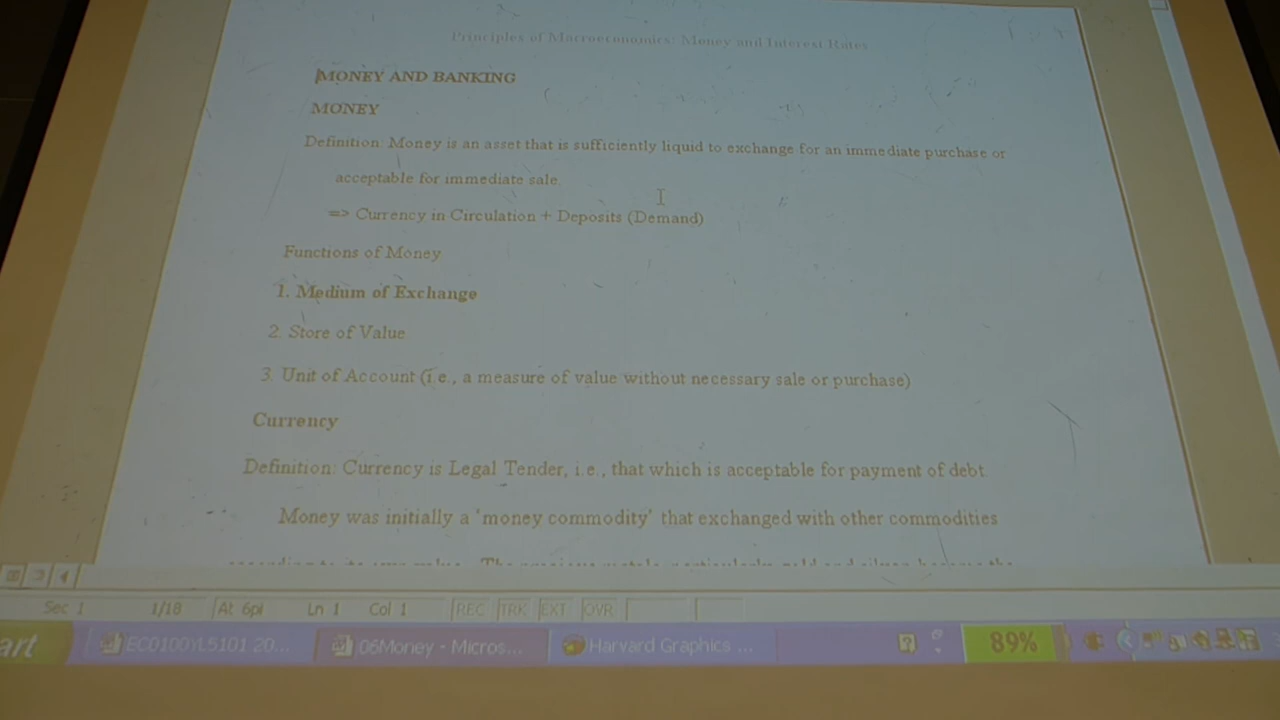 Principles of Macroeconomics: Money and Interest Rates
MONEY AND BANKING
MONEY
Definition: Money is an asset that is sufficiently liquid to exchange for an immediate purchase or
acceptable for immediate sale.
=> Currency in Circulation + Deposits (Demand)
Functions of Money
1. Medium of Exchange
2. Store of Value
3. Unit of Account (i.e., a measure of value without necessary sale or purchase)
Currency
Definition: Currency is Legal Tender, i.e., that which is acceptable for payment of debt.
Money was initially a 'money commodity' that exchanged with other commodities
Sec 1 1/18 At 6pi Ln 1 Col 1 REC TRK EXT OVR
art EC0100YL5101 20... 06Money - Micros... Harvard Graphics ... 89%